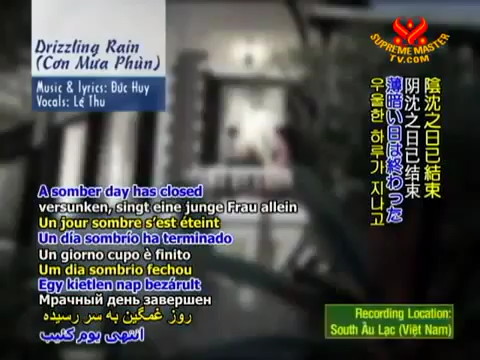 Drizzling Rain
(Cơn Mưa Phùn)
Music & lyrics: Đức Huy
Vocals: Lệ Thu
SUPREME MASTER
TV.COM
陰沈之日已結束
阴沈之日已结束
薄暗い日は終わった
우울한 하루가 지나고
A somber day has closed
versunken, singt eine junge Frau allein
Un jour sombre s'est éteint
Un día sombrío ha terminado
Un giorno cupo è finito
Um dia sombrio fechou
Egy kietlen nap bezárult
Мрачный день завершен
روز غمگین به سر رسیده
انتهى يوم كئيب
Recording Location:
South Âu Lạc (Việt Nam)